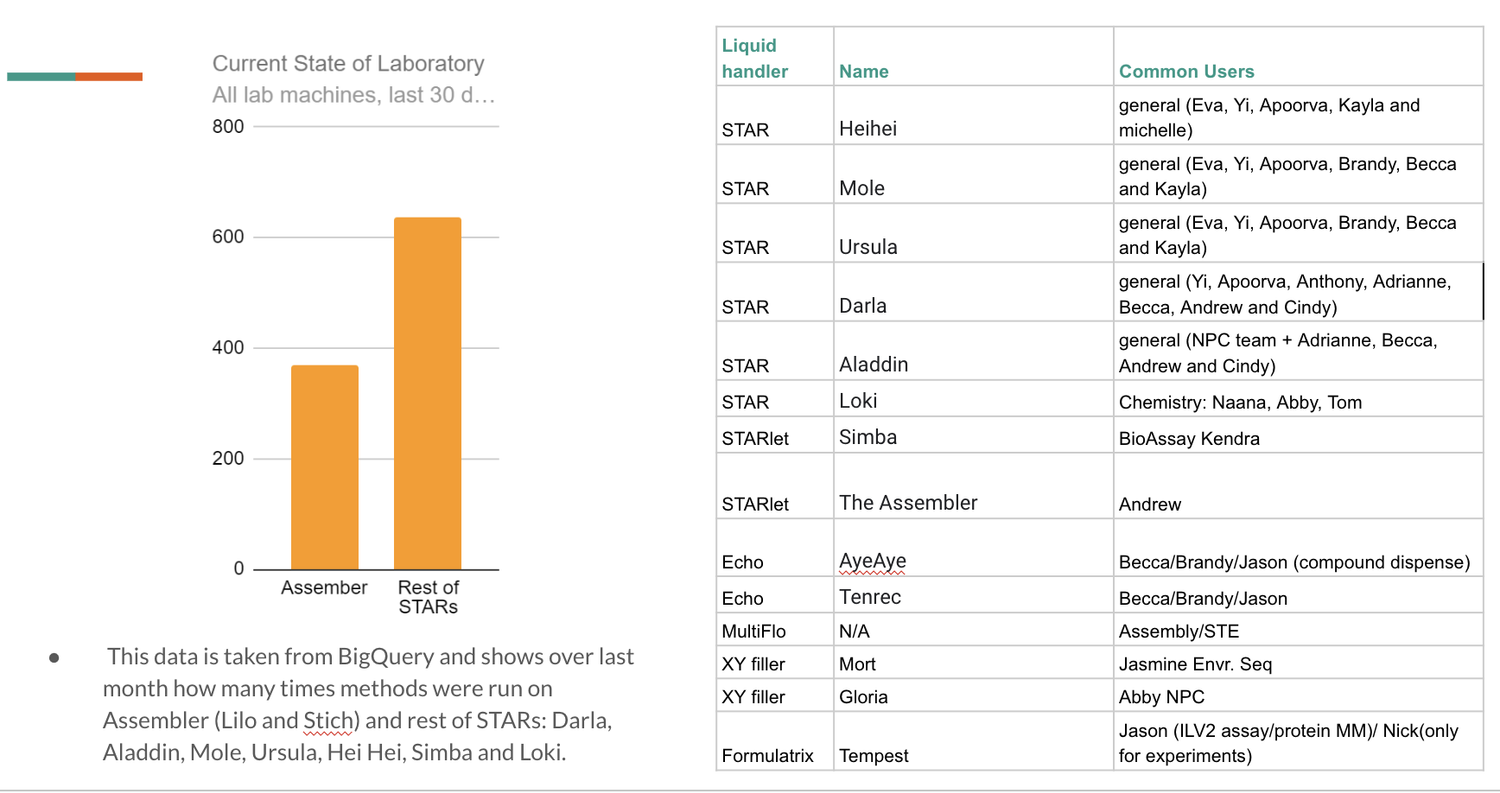 Current State of Laboratory
All lab machines, last 30 d…
800
600
400
200
0
Assember
Rest of
STARs
● This data is taken from BigQuery and shows over last
month how many times methods were run on
Assembler (Lilo and Stich) and rest of STARs: Darla,
Aladdin, Mole, Ursula, Hei Hei, Simba and Loki.
Liquid
handler Name Common Users
general (Eva, Yi, Apoorva, Kayla and
STAR Heihei michelle)
general (Eva, Yi, Apoorva, Brandy, Becca
STAR Mole and Kayla)
general (Eva, Yi, Apoorva, Brandy, Becca
STAR Ursula and Kayla)
general (Yi, Apoorva, Anthony, Adrianne,
STAR Darla Becca, Andrew and Cindy)
general (NPC team + Adrianne, Becca,
STAR Aladdin Andrew and Cindy)
STAR Loki Chemistry: Naana, Abby, Tom
STARlet Simba BioAssay Kendra
STARlet The Assembler Andrew
Echo AyeAye Becca/Brandy/Jason (compound dispense)
Echo Tenrec Becca/Brandy/Jason
MultiFlo N/A Assembly/STE
XY filler Mort Jasmine Envr. Seq
XY filler Gloria Abby NPC
Jason (ILV2 assay/protein MM)/ Nick(only
Formulatrix Tempest for experiments)